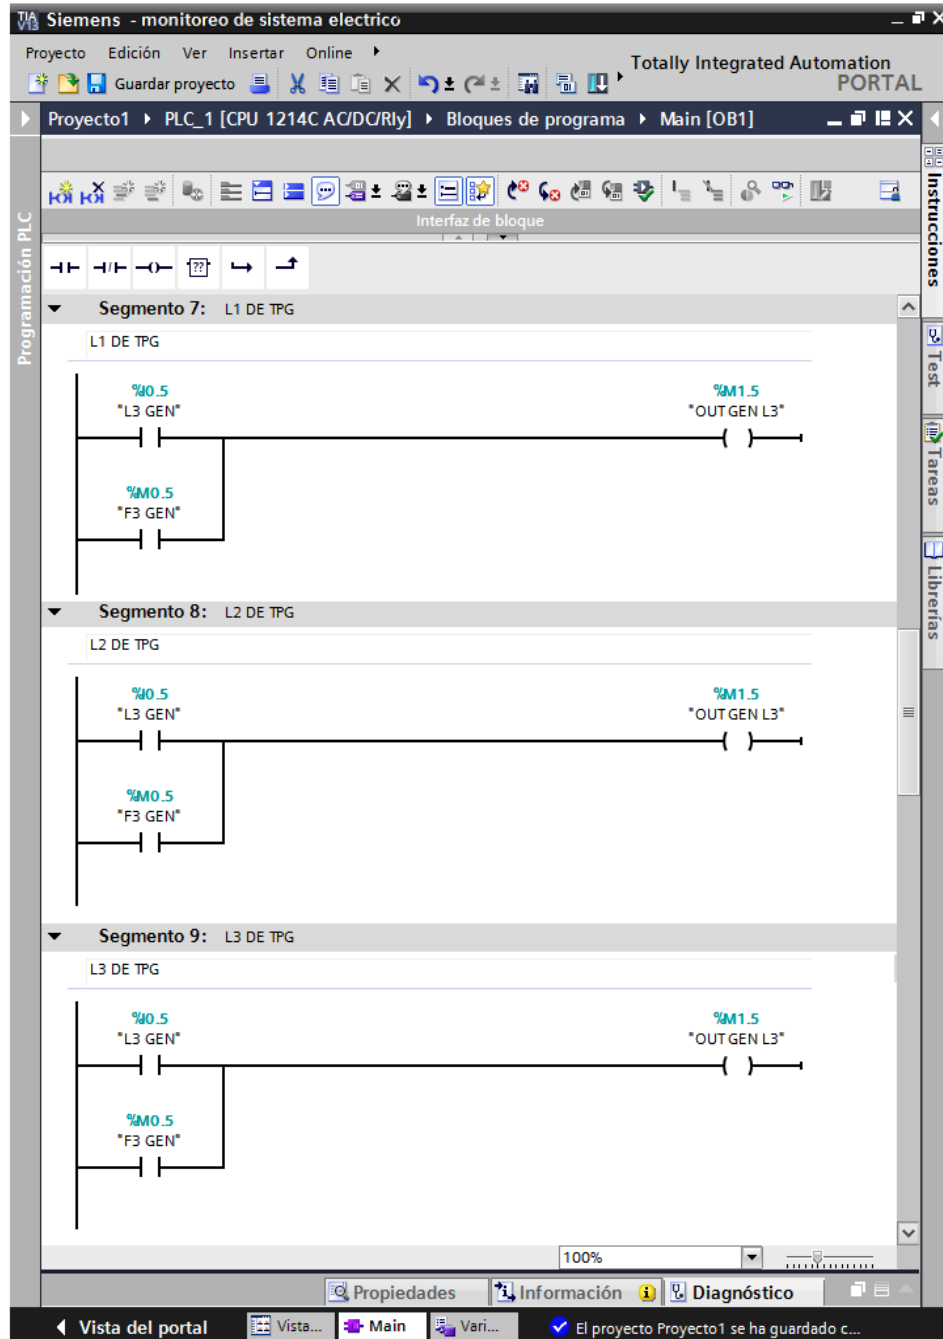 TIA V13 Siemens - monitoreo de sistema electrico
Proyecto Edición Ver Insertar Online
Totally Integrated Automation
PORTAL
Guardar proyecto
Proyecto1 PLC_1 [CPU 1214C AC/DC/Rly] Bloques de programa Main [OB1]
Interfaz de bloque
Programación PLC
Instrucciones
Test
Tareas
Librerías
??
Segmento 7: L1 DE TPG
L1 DE TPG
%I0.5 %M1.5
"L3 GEN" "OUT GEN L3"
%M0.5
"F3 GEN"
Segmento 8: L2 DE TPG
L2 DE TPG
%I0.5 %M1.5
"L3 GEN" "OUT GEN L3"
%M0.5
"F3 GEN"
Segmento 9: L3 DE TPG
L3 DE TPG
%I0.5 %M1.5
"L3 GEN" "OUT GEN L3"
%M0.5
"F3 GEN"
100%
Propiedades Información Diagnóstico
Vista del portal Vista... Main Vari... El proyecto Proyecto1 se ha guardado c...